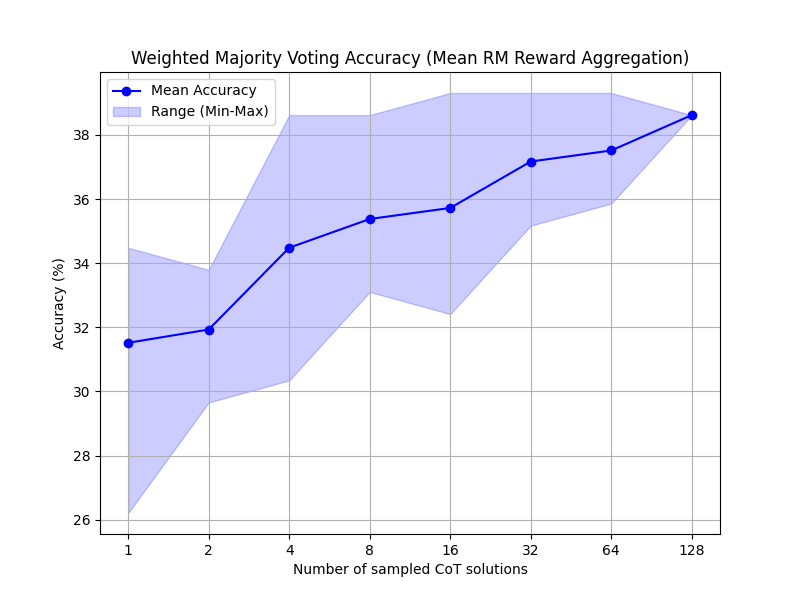 Weighted Majority Voting Accuracy (Mean RM Reward Aggregation)
Mean Accuracy
Range (Min-Max)
Accuracy (%)
38
36
34
32
30
28
26
1 2 4 8 16 32 64 128
Number of sampled CoT solutions